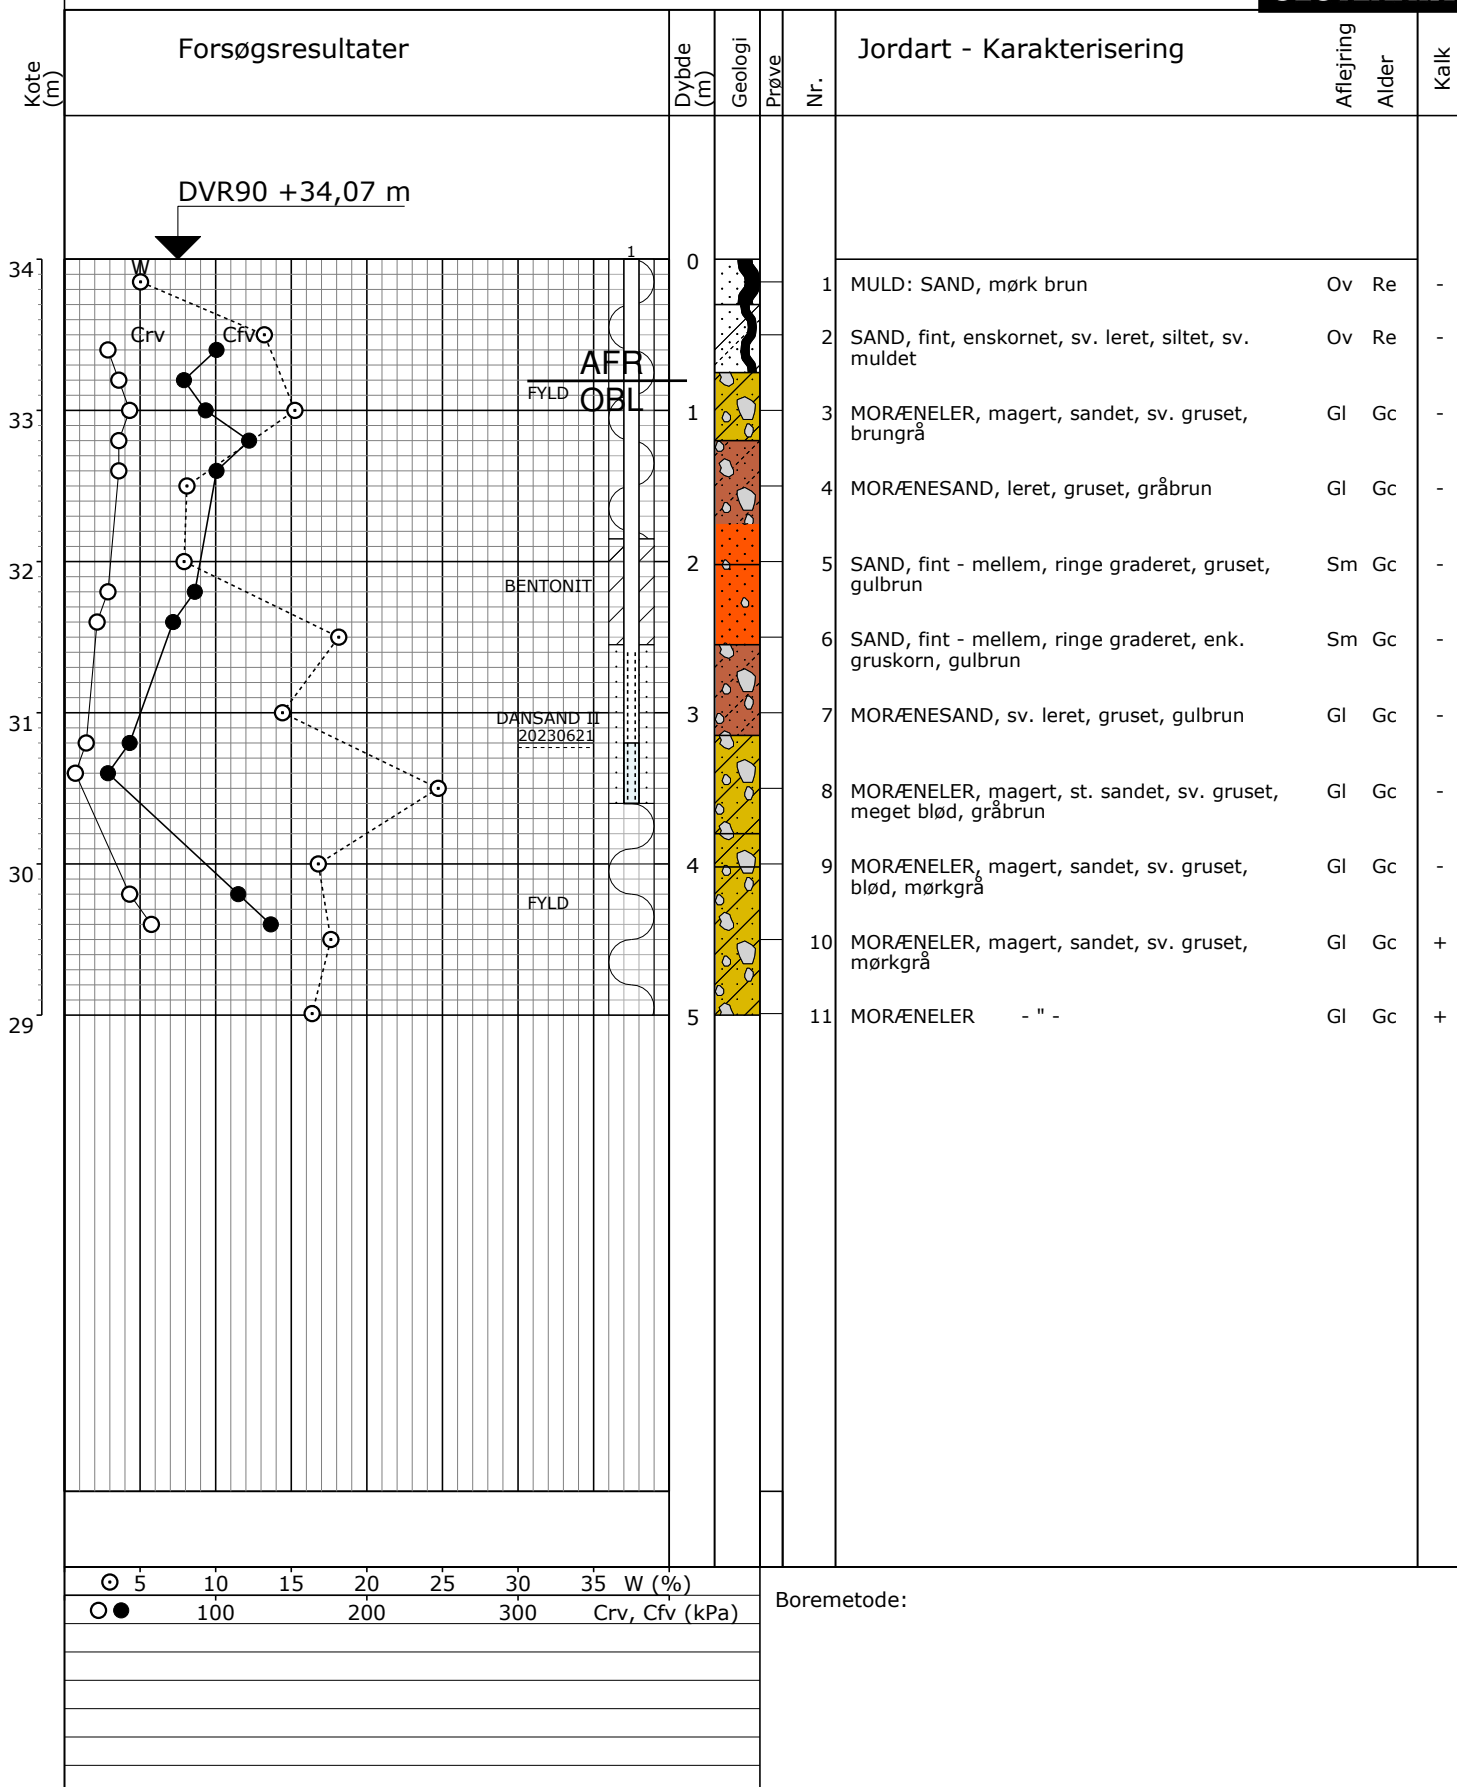 Kote (m)
Forsøgsresultater
Dybde (m)
Geologi
Prøve
Nr.
Jordart - Karakterisering
Aflejring
Alder
Kalk
DVR90 +34,07 m
1
34
W
0
1 MULD: SAND, mørk brun Ov Re -
Crv Cfv
2 SAND, fint, enskornet, sv. leret, siltet, sv. Ov Re -
muldet
AFR
FYLD OBL
33
1
3 MORÆNELER, magert, sandet, sv. gruset, Gl Gc -
brungrå
4 MORÆNESAND, leret, gruset, gråbrun Gl Gc -
32
2
BENTONIT
5 SAND, fint - mellem, ringe graderet, gruset, Sm Gc -
gulbrun
6 SAND, fint - mellem, ringe graderet, enk. Sm Gc -
gruskorn, gulbrun
31
3
DANSAND II
20230621
7 MORÆNESAND, sv. leret, gruset, gulbrun Gl Gc -
8 MORÆNELER, magert, st. sandet, sv. gruset, Gl Gc -
meget blød, gråbrun
30
4
9 MORÆNELER, magert, sandet, sv. gruset, Gl Gc -
blød, mørkgrå
FYLD
10 MORÆNELER, magert, sandet, sv. gruset, Gl Gc +
mørkgrå
29
5
11 MORÆNELER - " - Gl Gc +
5 10 15 20 25 30 35 W (%)
100 200 300 Crv, Cfv (kPa)
Boremetode: